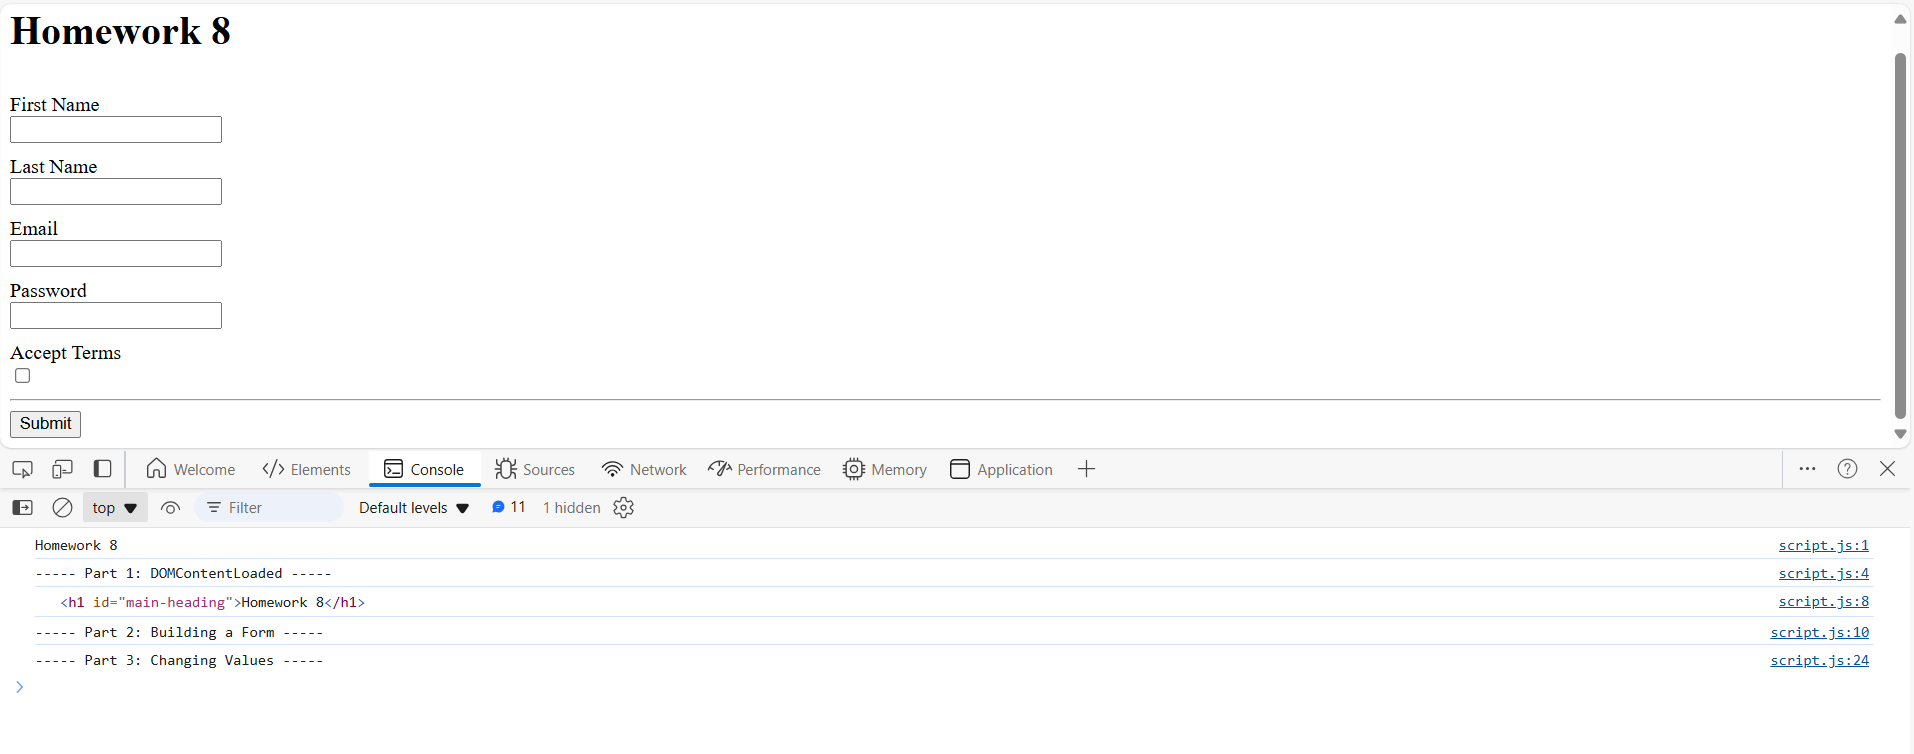 Homework 8
First Name
Last Name
Email
Password
Accept Terms
Submit
Welcome </> Elements Console Sources Network Performance Memory Application
top Filter Default levels 11 1 hidden
Homework 8 script.js:1
----- Part 1: DOMContentLoaded ----- script.js:4
<h1 id="main-heading">Homework 8</h1> script.js:8
----- Part 2: Building a Form ----- script.js:10
----- Part 3: Changing Values ----- script.js:24